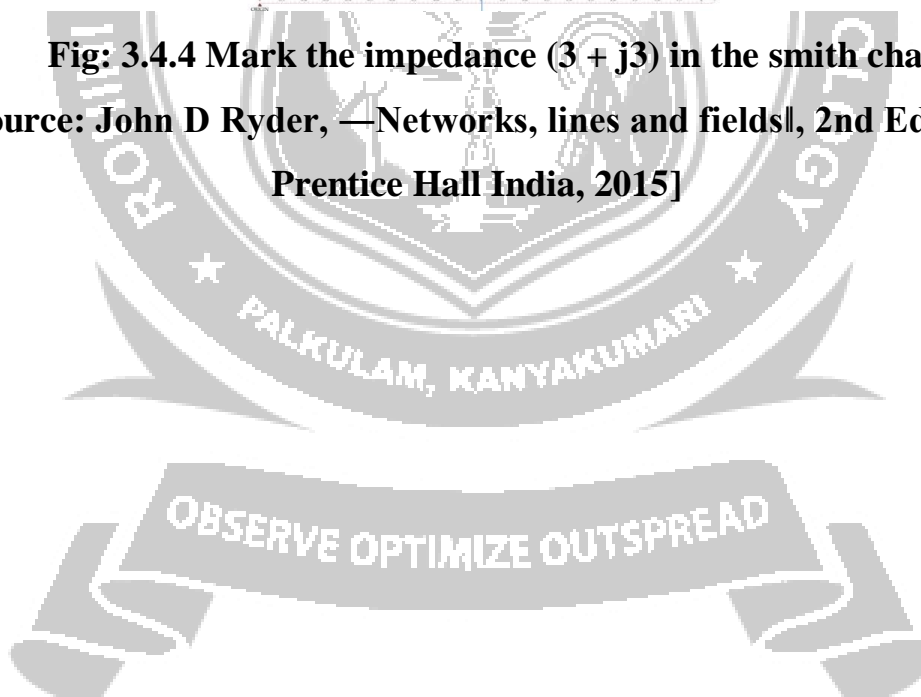 Fig: 3.4.4 Mark the impedance (3 + j3) in the smith cha
ource: John D Ryder, ―Networks, lines and fields‖, 2nd Ed
Prentice Hall India, 2015]
PALKULAM, KANYAKUMARI
OBSERVE OPTIMIZE OUTSPREAD